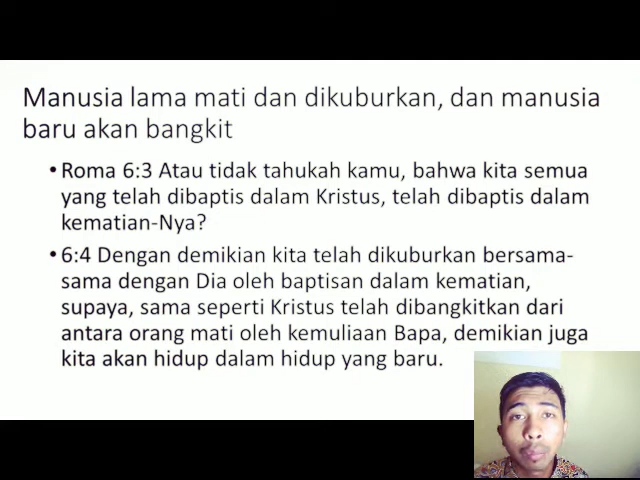 Manusia lama mati dan dikuburkan, dan manusia
baru akan bangkit
• Roma 6:3 Atau tidak tahukah kamu, bahwa kita semua
yang telah dibaptis dalam Kristus, telah dibaptis dalam
kematian-Nya?
• 6:4 Dengan demikian kita telah dikuburkan bersama-
sama dengan Dia oleh baptisan dalam kematian,
supaya, sama seperti Kristus telah dibangkitkan dari
antara orang mati oleh kemuliaan Bapa, demikian juga
kita akan hidup dalam hidup yang baru.